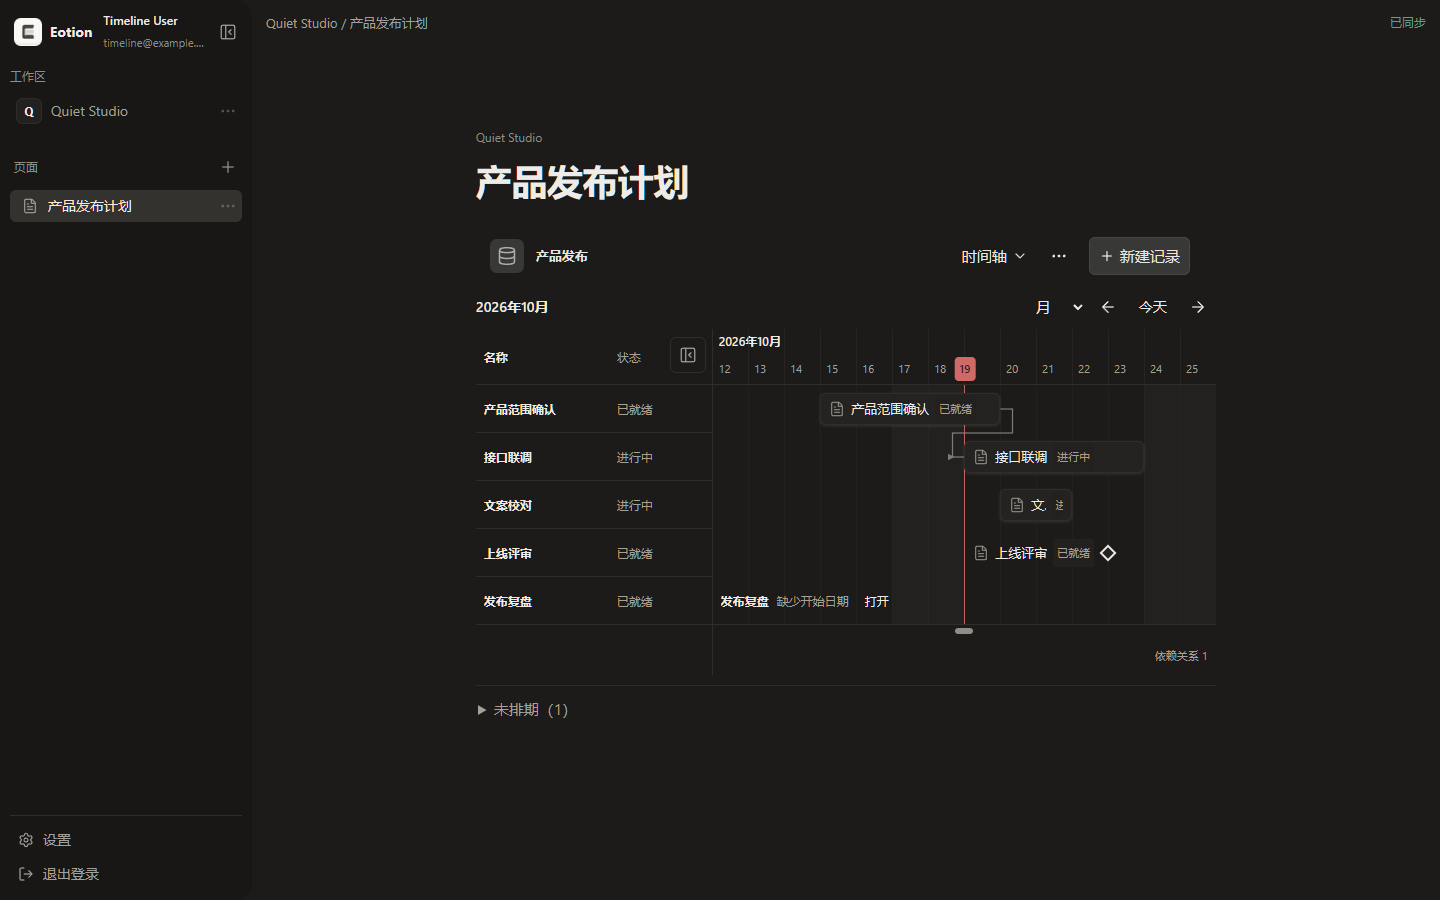 Eotion
Timeline User
timeline@example....
工作区
Q Quiet Studio
页面
产品发布计划
设置
退出登录
Quiet Studio / 产品发布计划
已同步
Quiet Studio
产品发布计划
产品发布
时间轴
新建记录
2026年10月
月
今天
名称 状态
2026年10月
12 13 14 15 16 17 18 19 20 21 22 23 24 25
产品范围确认 已就绪
产品范围确认 已就绪
接口联调 进行中
接口联调 进行中
文案校对 进行中
文.
上线评审 已就绪
上线评审 已就绪
发布复盘 已就绪
发布复盘 缺少开始日期 打开
依赖关系 1
未排期 (1)